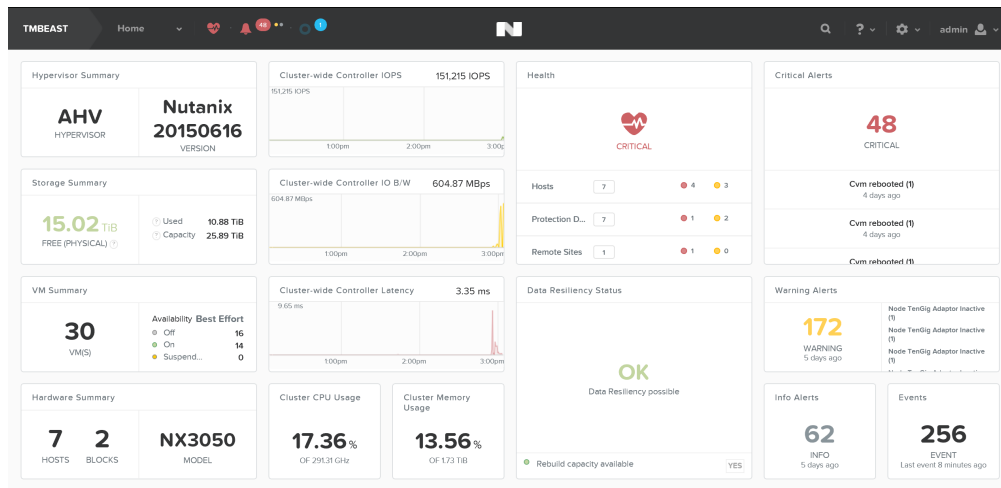 TMBEAST
Home
48
1
?
admin
Hypervisor Summary
AHV
HYPERVISOR
Nutanix
20150616
VERSION
Cluster-wide Controller IOPS 151,215 IOPS
151,215 IOPS
1:00pm 2:00pm 3:00p
Health
CRITICAL
Hosts 7 4 3
Protection D... 7 1 2
Remote Sites 1 1 0
Critical Alerts
48
CRITICAL
Cvm rebooted (1)
4 days ago
Cvm rebooted (1)
4 days ago
Cvm rebooted (1)
Storage Summary
15.02 TiB
FREE (PHYSICAL) ?
? Used 10.88 TiB
? Capacity 25.89 TiB
Cluster-wide Controller IO B/W 604.87 MBps
604.87 MBps
1:00pm 2:00pm 3:00pm
VM Summary
30
VM(S)
Availability Best Effort
Off 16
On 14
Suspend... 0
Cluster-wide Controller Latency 3.35 ms
9.65 ms
1:00pm 2:00pm 3:00pm
Data Resiliency Status
OK
Data Resiliency possible
Rebuild capacity available YES
Warning Alerts
172
WARNING
5 days ago
Node TenGig Adaptor Inactive
(1)
Node TenGig Adaptor Inactive
(1)
Node TenGig Adaptor Inactive
(1)
Hardware Summary
7
HOSTS
2
BLOCKS
NX3050
MODEL
Cluster CPU Usage
17.36 %
OF 291.31 GHz
Cluster Memory
Usage
13.56 %
OF 1.73 TiB
Info Alerts
62
INFO
5 days ago
Events
256
EVENT
Last event 8 minutes ago